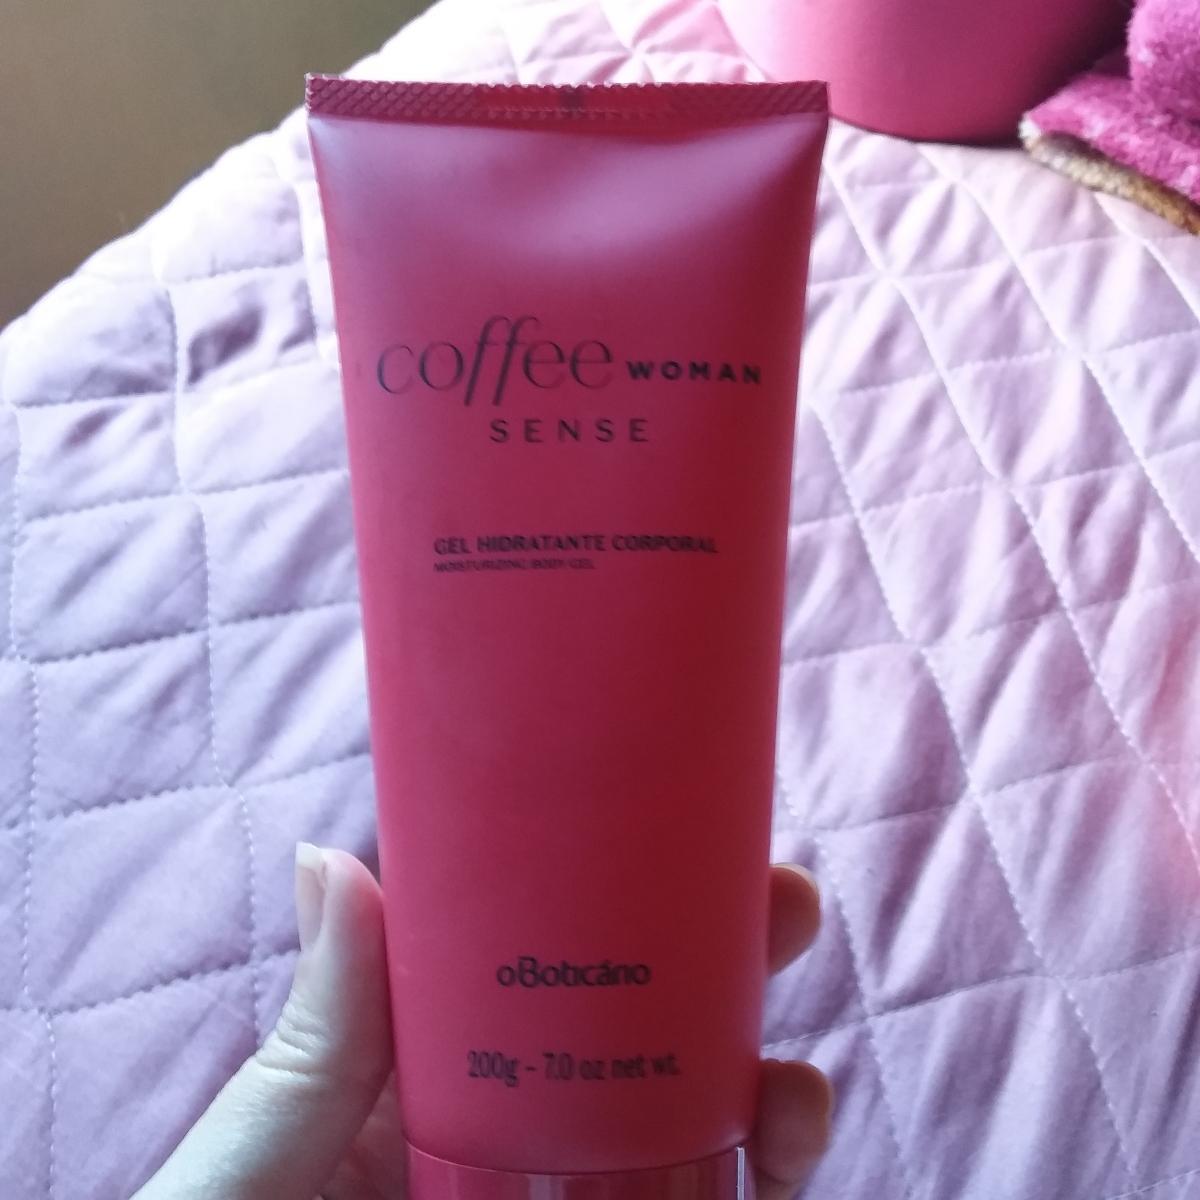 coffee WOMAN
SENSE
GEL HIDRATANTE CORPORAL
MOISTURIZING BODY GEL
oBoticário
200g - 7.0 oz net wt.